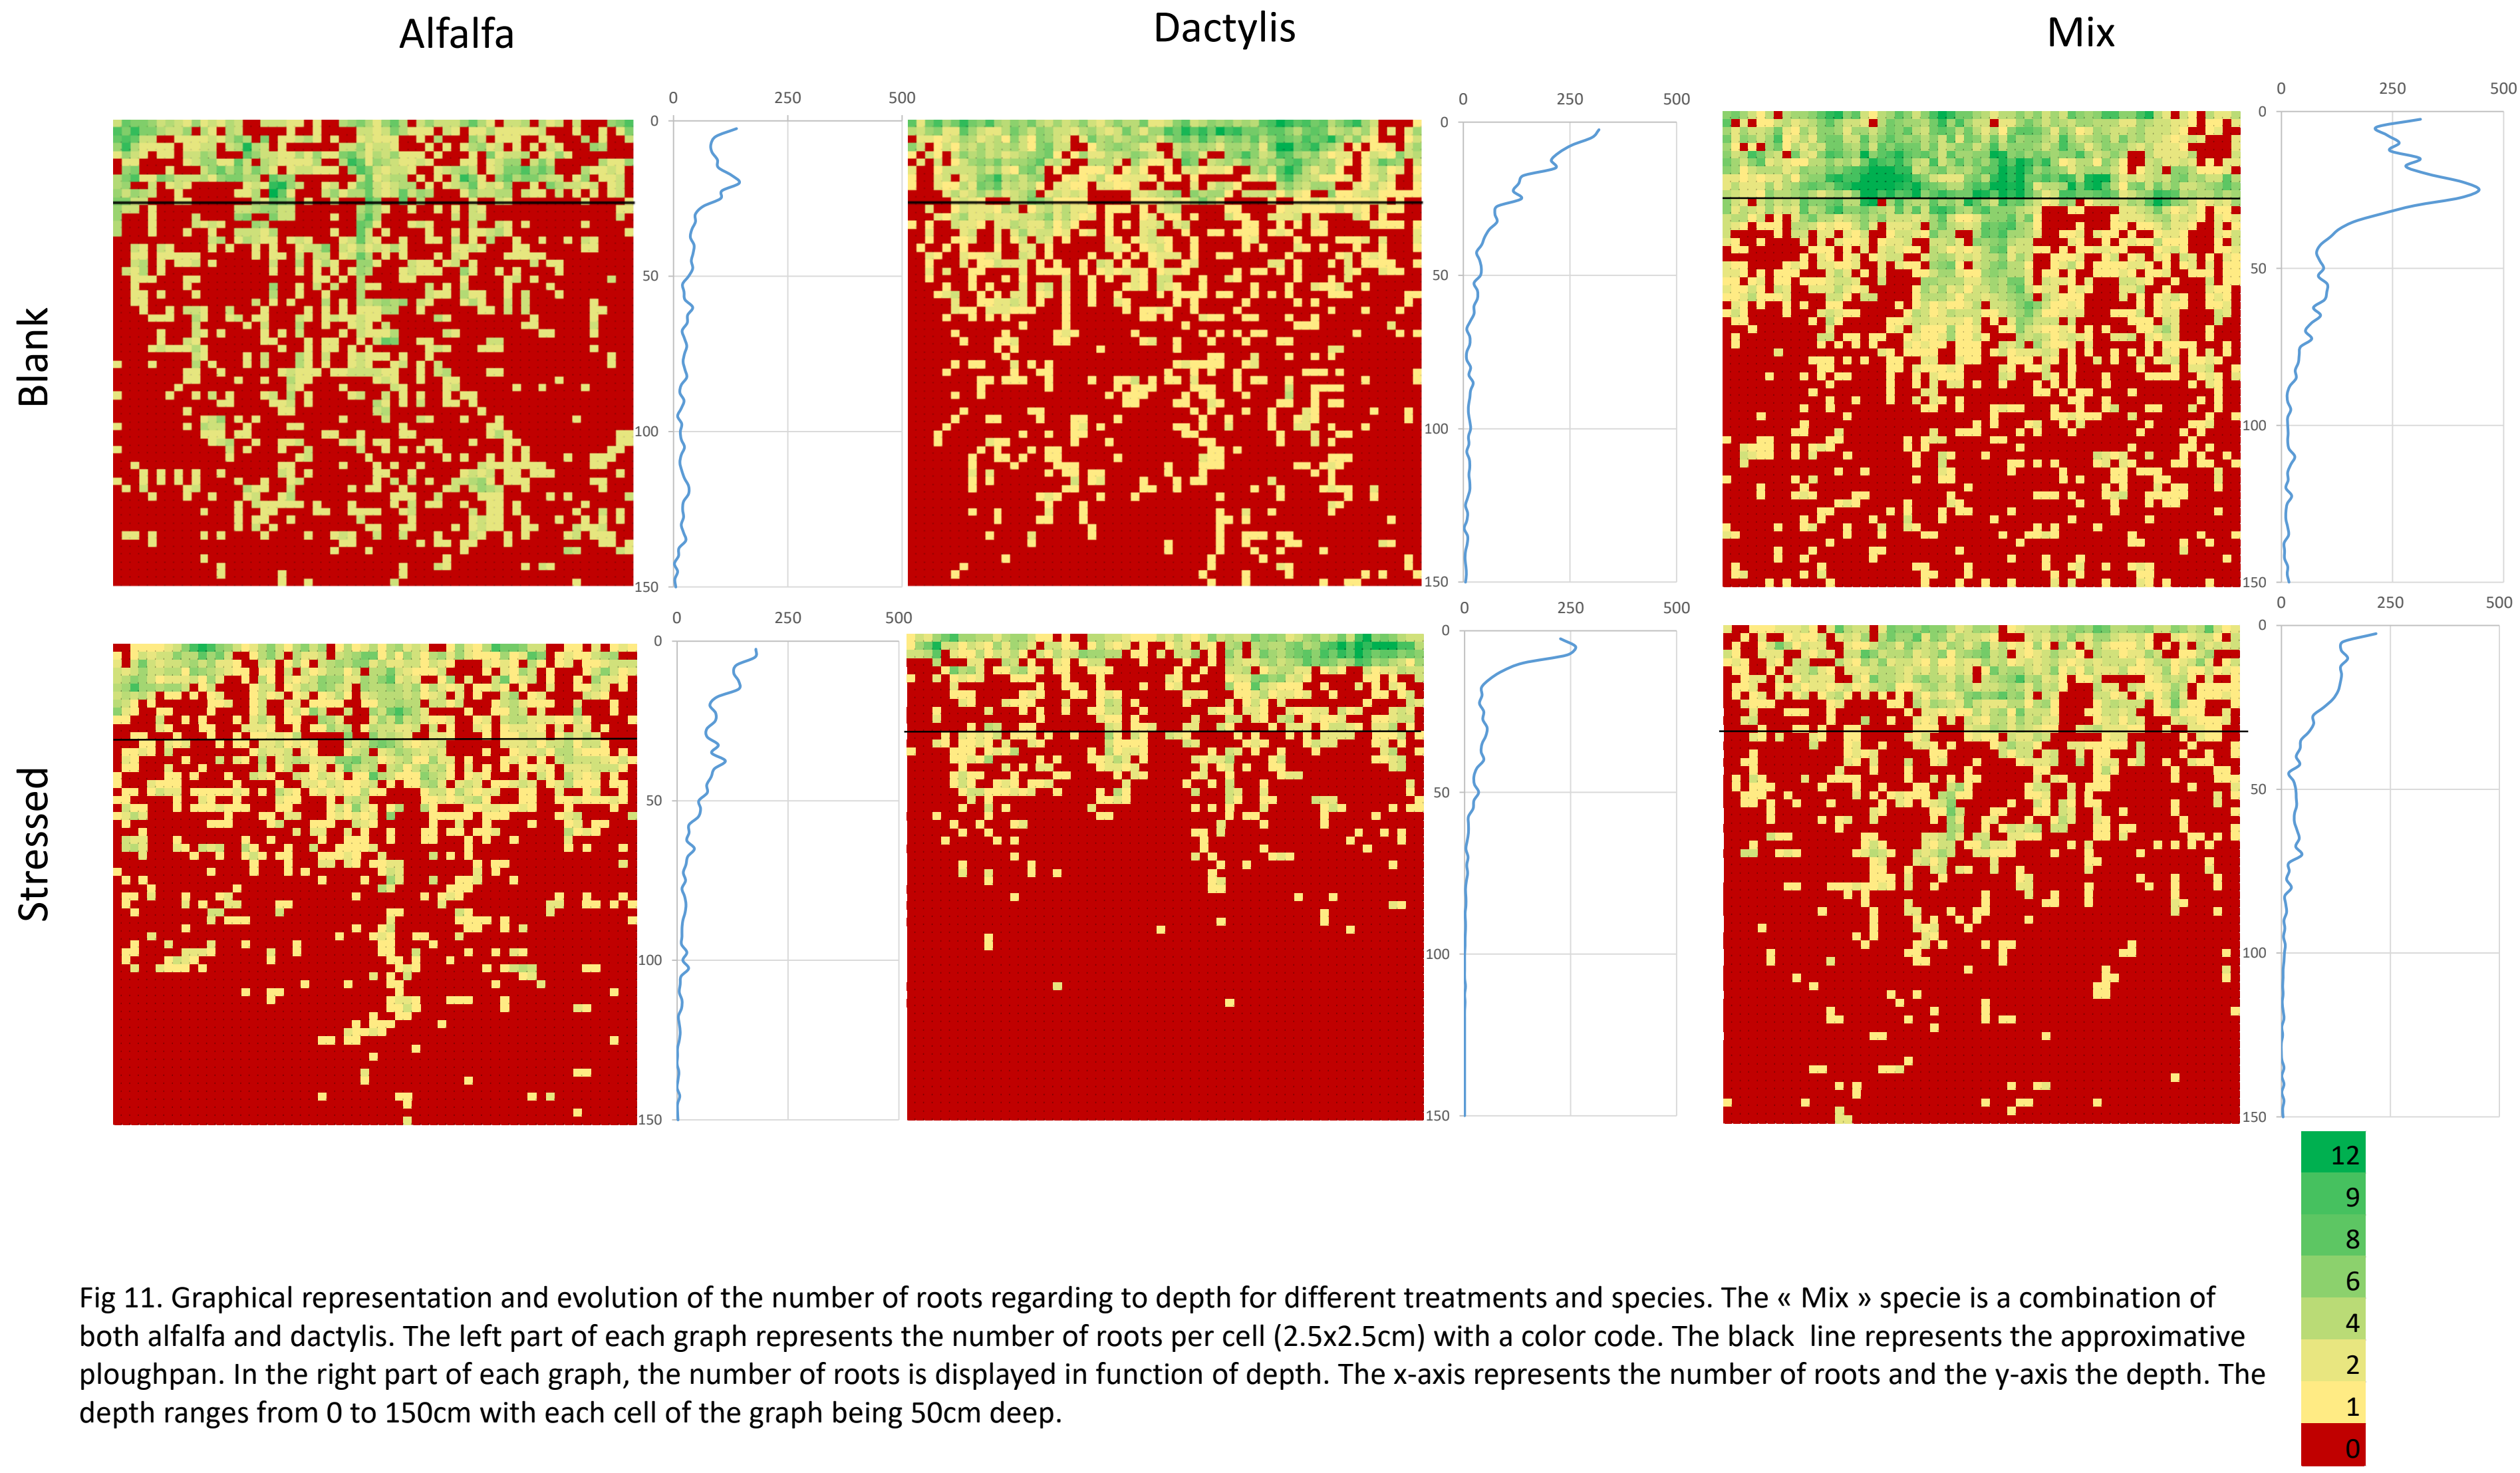 Alfalfa
Dactylis
Mix
0 250 500
0
50
100
150
0 250 500
0
50
100
150
0 250 500
0
50
100
150
Blank
0 250 500
0
50
100
150
0 250 500
0
50
100
150
0 250 500
0
50
100
150
Stressed
12
9
8
6
4
2
1
0
Fig 11. Graphical representation and evolution of the number of roots regarding to depth for different treatments and species. The « Mix » specie is a combination of
both alfalfa and dactylis. The left part of each graph represents the number of roots per cell (2.5x2.5cm) with a color code. The black line represents the approximative
ploughpan. In the right part of each graph, the number of roots is displayed in function of depth. The x-axis represents the number of roots and the y-axis the depth. The
depth ranges from 0 to 150cm with each cell of the graph being 50cm deep.